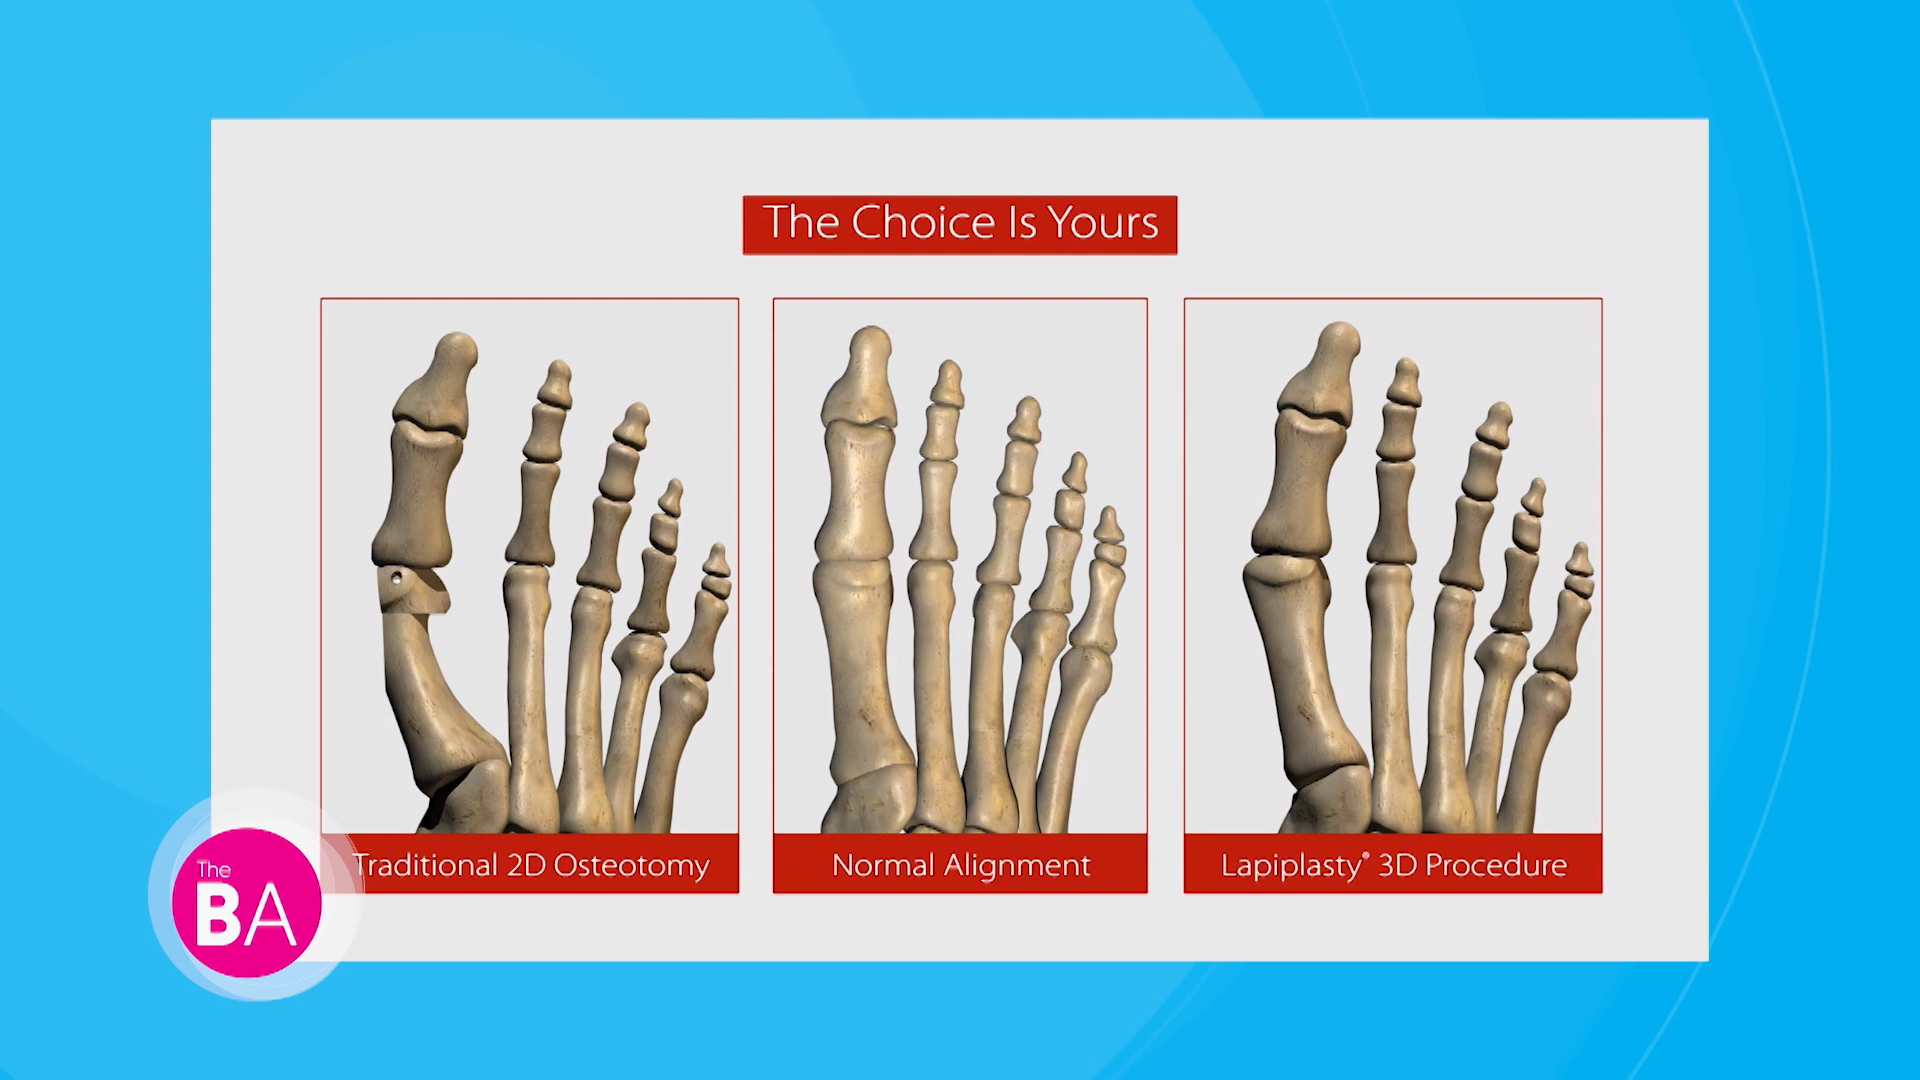 The Choice Is Yours
Traditional 2D Osteotomy
Normal Alignment
Lapiplasty® 3D Procedure
The
BA